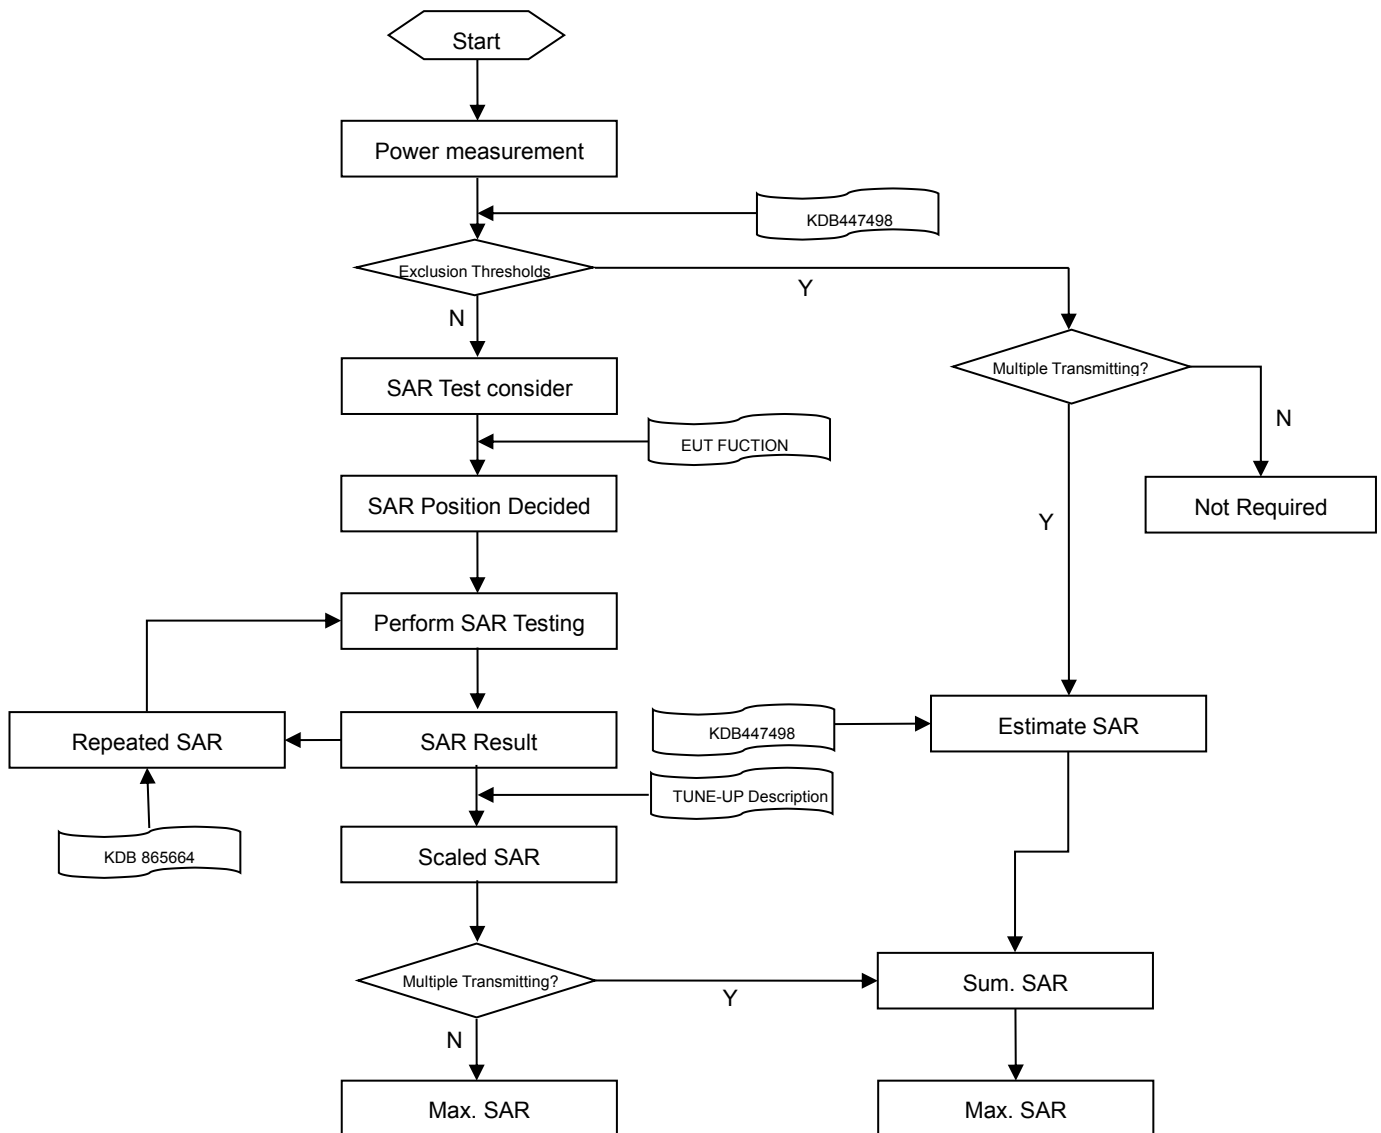 Start
Power measurement
KDB447498
Exclusion Thresholds
Y
N
Multiple Transmitting?
SAR Test consider
N
EUT FUCTION
SAR Position Decided
Not Required
Y
Perform SAR Testing
Repeated SAR
SAR Result
KDB447498
Estimate SAR
TUNE-UP Description
KDB 865664
Scaled SAR
Multiple Transmitting?
Y
Sum. SAR
N
Max. SAR
Max. SAR